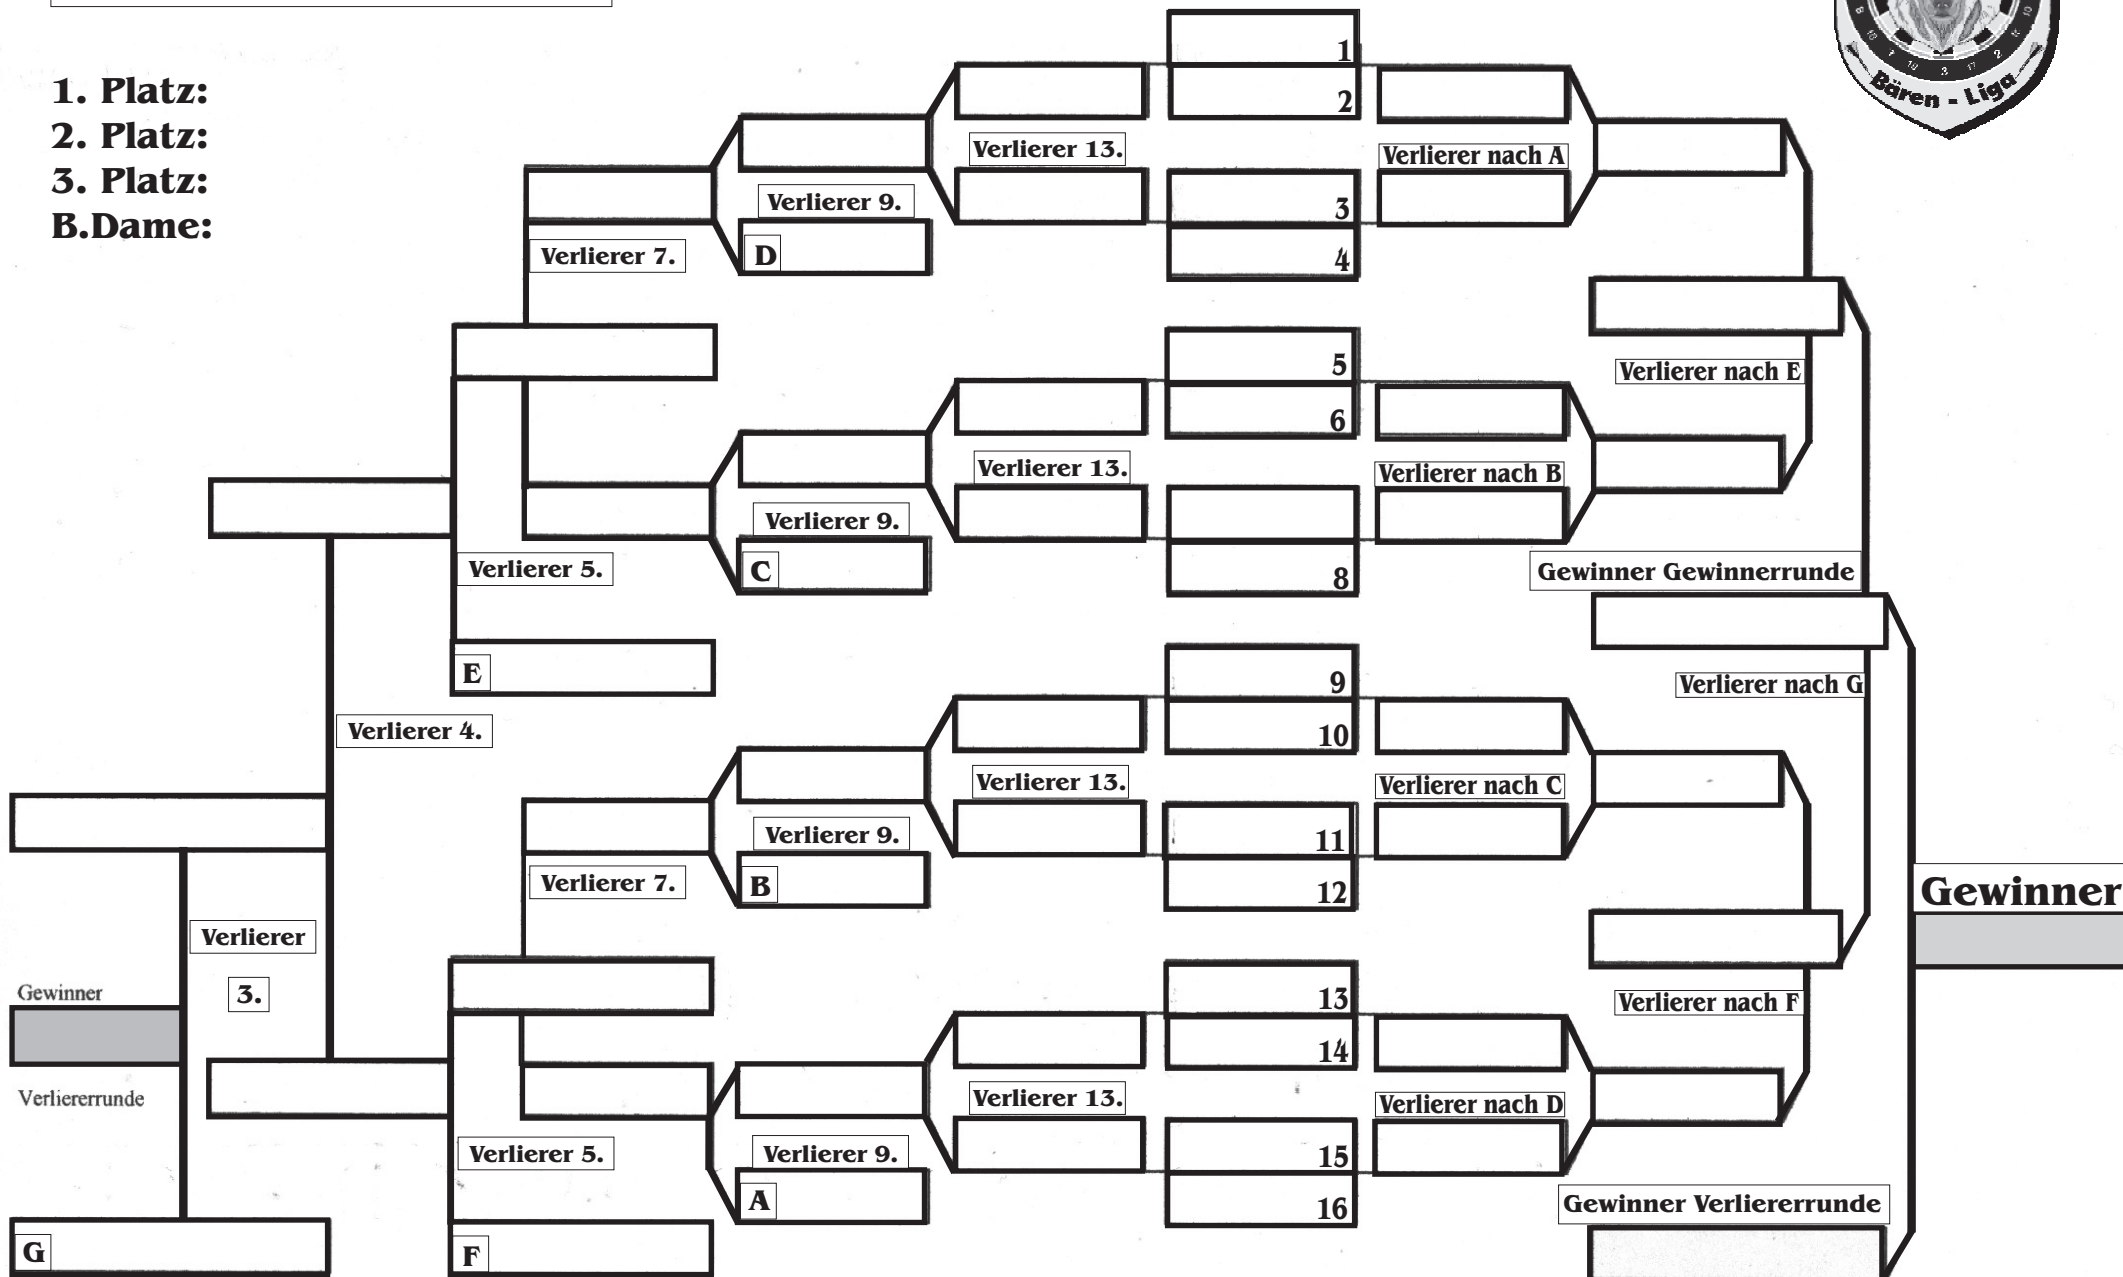 1. Platz:
2. Platz:
3. Platz:
B.Dame:
Bären - Liga
1
2
3
4
5
6
8
9
10
11
12
13
14
15
16
Verlierer 13.
Verlierer 9.
D
Verlierer 7.
Verlierer 13.
Verlierer 9.
C
Verlierer 5.
E
Verlierer 4.
Verlierer 13.
Verlierer 9.
B
Verlierer 7.
Verlierer
3.
Gewinner
Verliererrunde
Verlierer 13.
Verlierer 9.
A
Verlierer 5.
F
G
Verlierer nach A
Verlierer nach E
Verlierer nach B
Gewinner Gewinnerrunde
Verlierer nach G
Verlierer nach C
Gewinner
Verlierer nach F
Verlierer nach D
Gewinner Verliererrunde